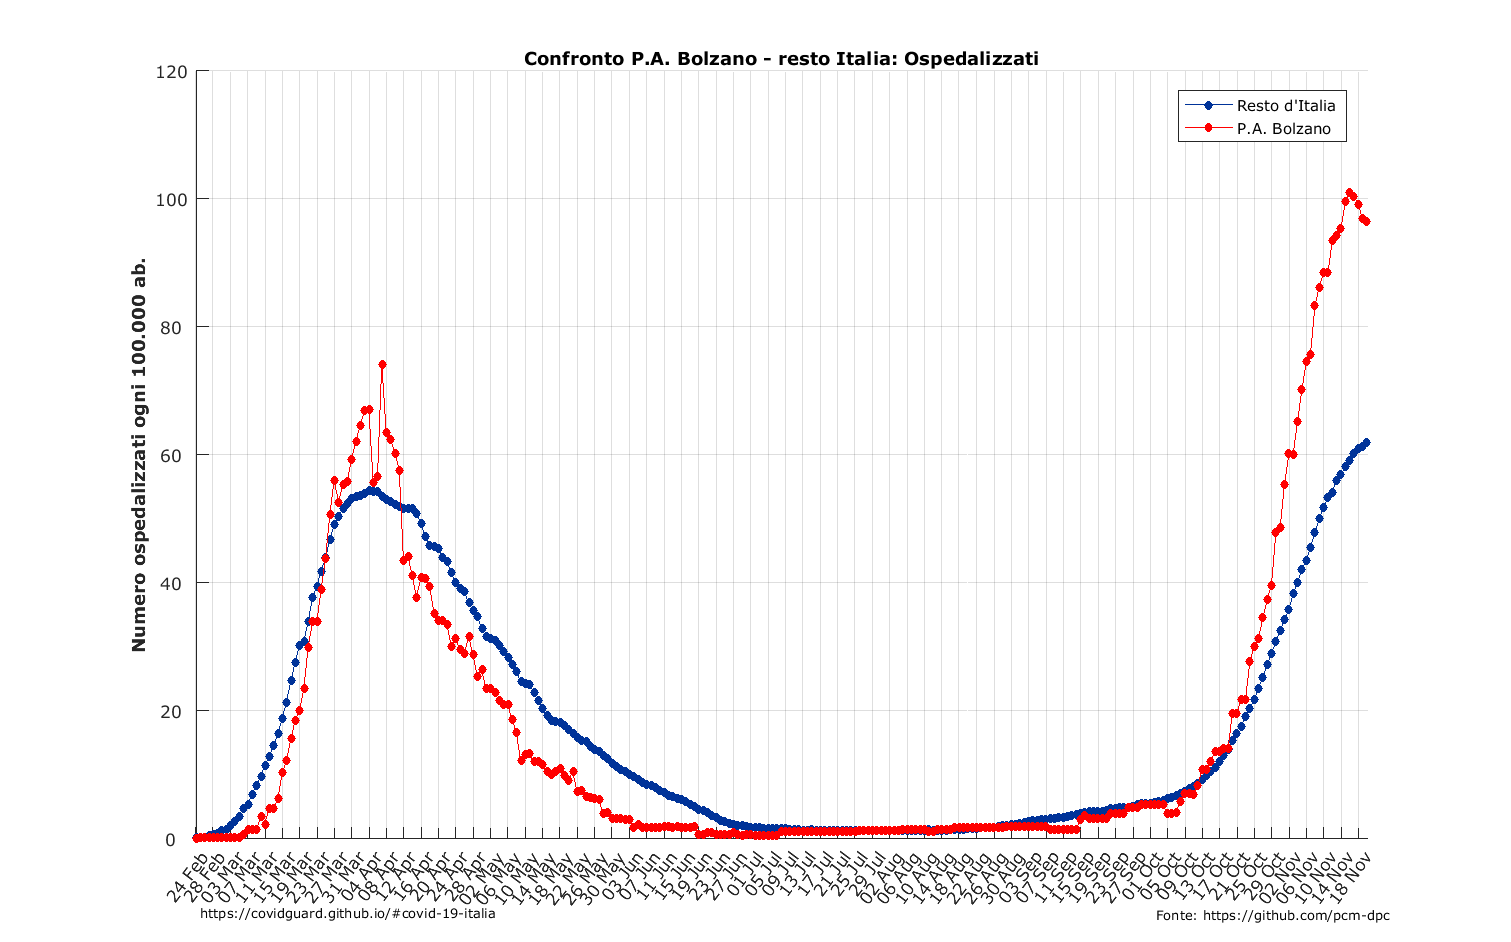 Confronto P.A. Bolzano - resto Italia: Ospedalizzati
Resto d'Italia
P.A. Bolzano
Numero ospedalizzati ogni 100.000 ab.
120
100
80
60
40
20
0
24 Feb
28 Feb
03 Mar
07 Mar
11 Mar
15 Mar
19 Mar
23 Mar
27 Mar
31 Mar
04 Apr
08 Apr
12 Apr
16 Apr
20 Apr
24 Apr
28 Apr
02 May
06 May
10 May
14 May
18 May
22 May
26 May
30 May
03 Jun
07 Jun
11 Jun
15 Jun
19 Jun
23 Jun
27 Jun
01 Jul
05 Jul
09 Jul
13 Jul
17 Jul
21 Jul
25 Jul
29 Jul
02 Aug
06 Aug
10 Aug
14 Aug
18 Aug
22 Aug
26 Aug
30 Aug
03 Sep
07 Sep
11 Sep
15 Sep
19 Sep
23 Sep
27 Sep
01 Oct
05 Oct
09 Oct
13 Oct
17 Oct
21 Oct
25 Oct
29 Oct
02 Nov
06 Nov
10 Nov
14 Nov
18 Nov
https://covidguard.github.io/#covid-19-italia
Fonte: https://github.com/pcm-dpc